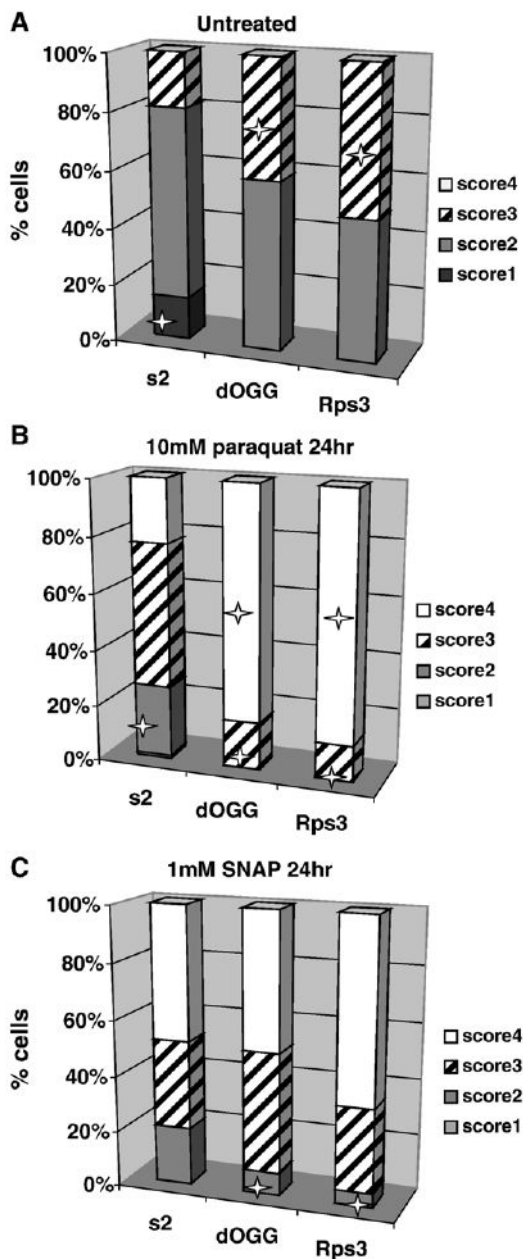 A
Untreated
100%
80%
60%
40%
20%
0%
% cells
s2
dOGG
Rps3
score4
score3
score2
score1
B
10mM paraquat 24hr
100%
80%
60%
40%
20%
0%
% cells
s2
dOGG
Rps3
score4
score3
score2
score1
C
1mM SNAP 24hr
100%
80%
60%
40%
20%
0%
% cells
s2
dOGG
Rps3
score4
score3
score2
score1